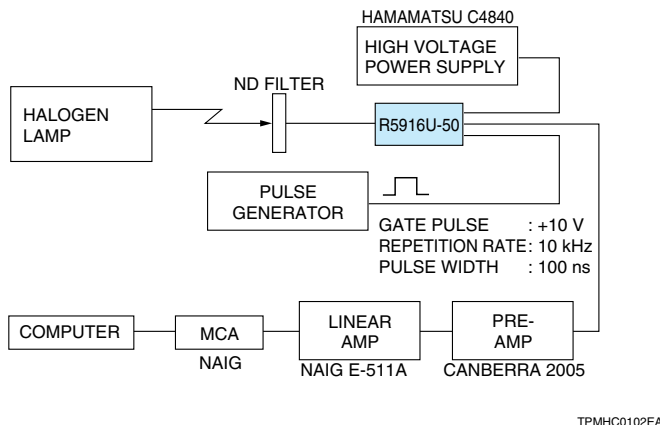 HAMAMATSU C4840
HIGH VOLTAGE
POWER SUPPLY
ND FILTER
HALOGEN
LAMP
R5916U-50
PULSE
GENERATOR
GATE PULSE : +10 V
REPETITION RATE: 10 kHz
PULSE WIDTH : 100 ns
COMPUTER
MCA
NAIG
LINEAR
AMP
NAIG E-511A
PRE-
AMP
CANBERRA 2005
TPMHC0102EA